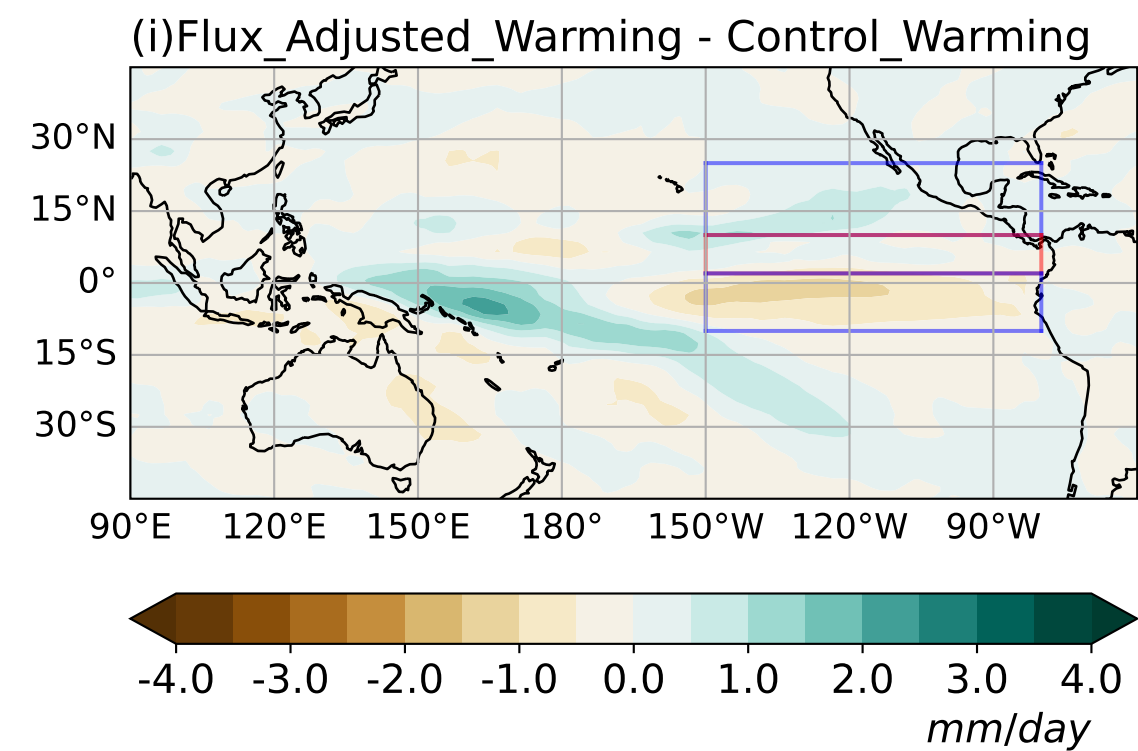 (i)Flux_Adjusted_Warming - Control_Warming
30°N
15°N
0°
15°S
30°S
90°E 120°E 150°E 180° 150°W 120°W 90°W
-4.0 -3.0 -2.0 -1.0 0.0 1.0 2.0 3.0 4.0
mm/day